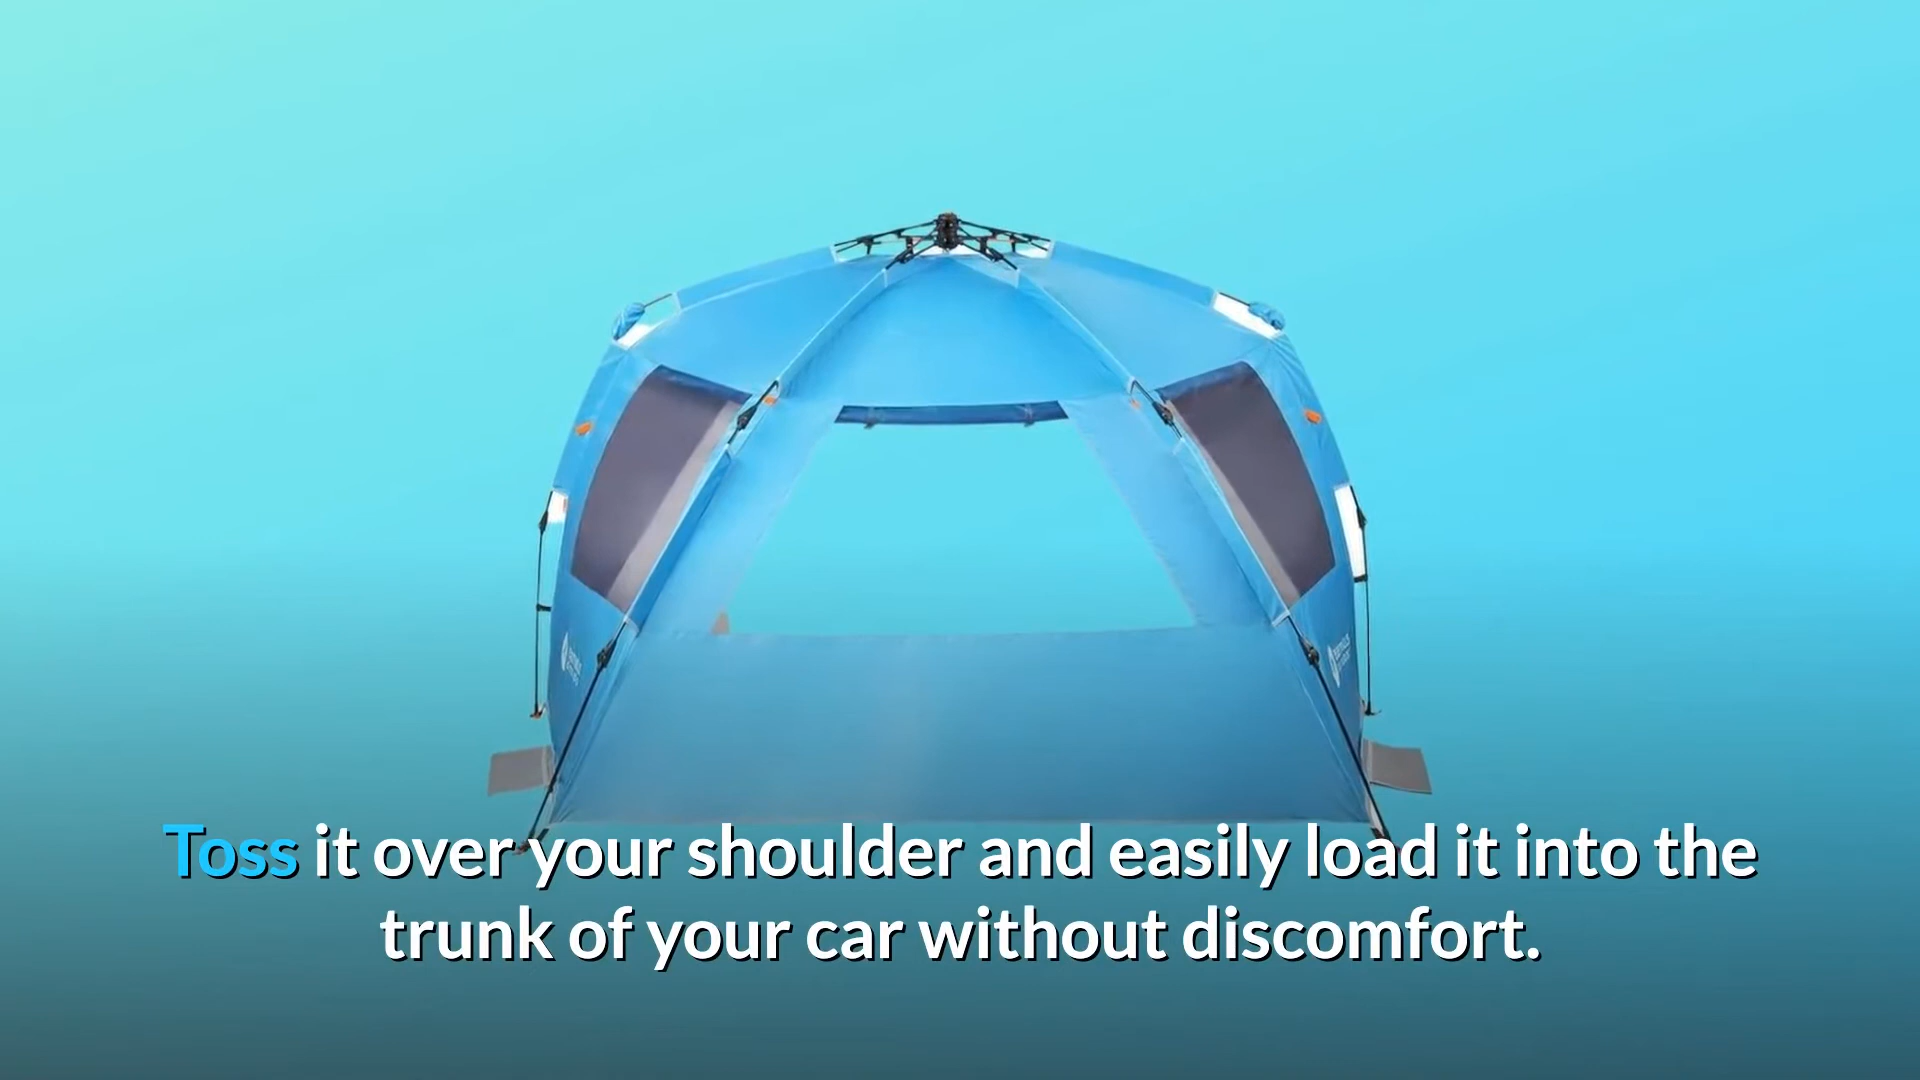 Toss it over your shoulder and easily load it into the
trunk of your car without discomfort.